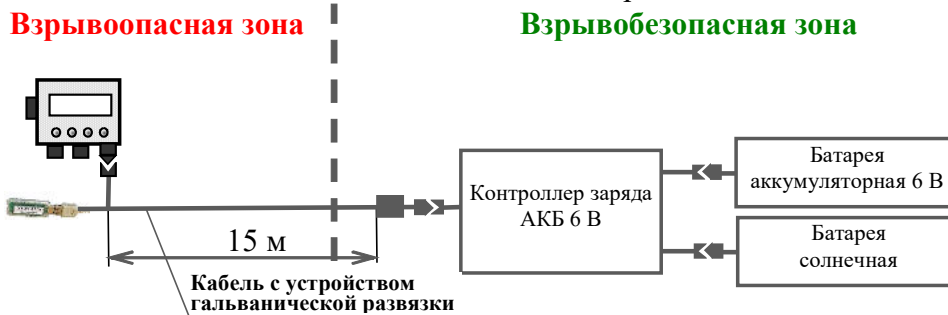 Взрывоопасная зона
Взрывобезопасная зона
Контроллер заряда
АКБ 6 В
Батарея
аккумуляторная 6 В
Батарея
солнечная
15 м
Кабель с устройством
гальванической развязки